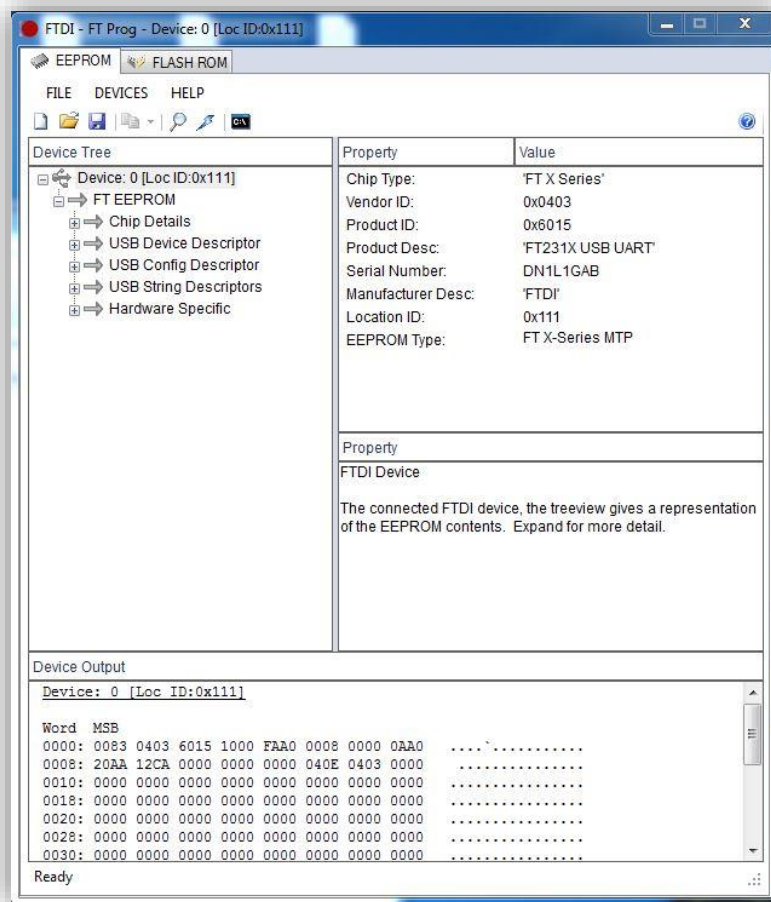 FTDI - FT Prog - Device: 0 [Loc ID:0x111]
EEPROM FLASH ROM
FILE DEVICES HELP
C:\
Device Tree
Device: 0 [Loc ID:0x111]
FT EEPROM
Chip Details
USB Device Descriptor
USB Config Descriptor
USB String Descriptors
Hardware Specific
Property Value
Chip Type: 'FT X Series'
Vendor ID: 0x0403
Product ID: 0x6015
Product Desc: 'FT231X USB UART'
Serial Number: DN1L1GAB
Manufacturer Desc: 'FTDI'
Location ID: 0x111
EEPROM Type: FT X-Series MTP
Property
FTDI Device
The connected FTDI device, the treeview gives a representation
of the EEPROM contents. Expand for more detail.
Device Output
Device: 0 [Loc ID:0x111]
Word MSB
0000: 0083 0403 6015 1000 FAA0 0008 0000 0AA0 ....`...........
0008: 20AA 12CA 0000 0000 0000 040E 0403 0000 ...............
0010: 0000 0000 0000 0000 0000 0000 0000 0000 ................
0018: 0000 0000 0000 0000 0000 0000 0000 0000 ................
0020: 0000 0000 0000 0000 0000 0000 0000 0000 ................
0028: 0000 0000 0000 0000 0000 0000 0000 0000 ................
0030: 0000 0000 0000 0000 0000 0000 0000 0000 ................
Ready